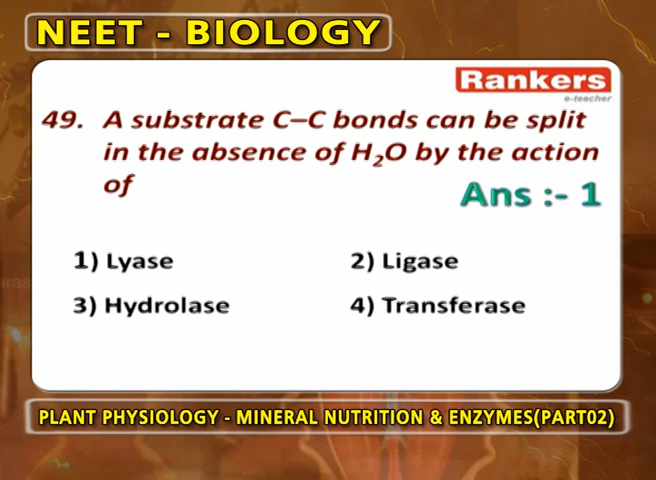 NEET - BIOLOGY
Rankers
e-teacher
49. A substrate C–C bonds can be split
in the absence of H₂O by the action
of
Ans :- 1
1) Lyase 2) Ligase
3) Hydrolase 4) Transferase
PLANT PHYSIOLOGY - MINERAL NUTRITION & ENZYMES(PART02)